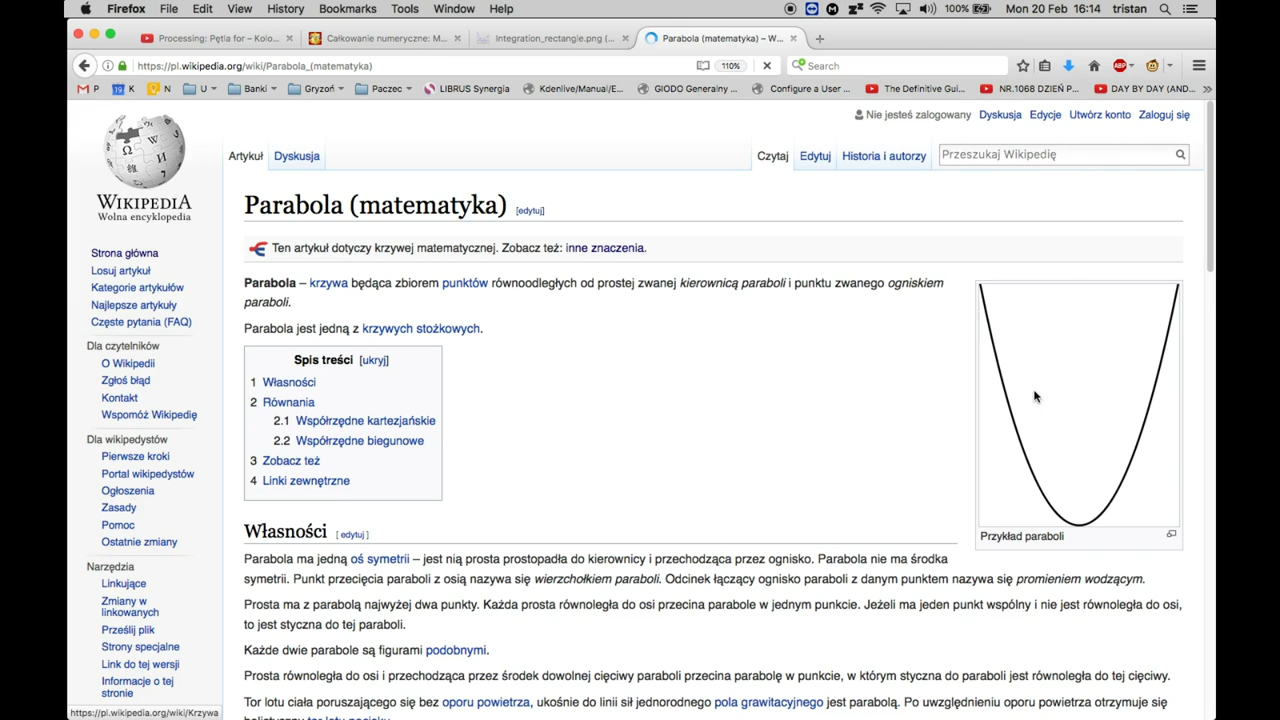 Firefox File Edit View History Bookmarks Tools Window Help 100% Mon 20 Feb 16:14 tristan
Processing: Pętla for – Kolo... Całkowanie numeryczne: M... Integration_rectangle.png (... Parabola (matematyka) – W...
https://pl.wikipedia.org/wiki/Parabola_(matematyka) 110% Search
M P 19 K N U Banki Gryzoń Paczec LIBRUS Synergia Kdenlive/Manual/E... GIODO Generalny ... Configure a User ... The Definitive Gui... NR.1068 DZIEŃ P... DAY BY DAY (AND...
Nie jesteś zalogowany Dyskusja Edycje Utwórz konto Zaloguj się
Artykuł Dyskusja Czytaj Edytuj Historia i autorzy Przeszukaj Wikipedię
WIKIPEDIA
Wolna encyklopedia
Strona główna
Losuj artykuł
Kategorie artykułów
Najlepsze artykuły
Częste pytania (FAQ)
Dla czytelników
O Wikipedii
Zgłoś błąd
Kontakt
Wspomóż Wikipedię
Dla wikipedystów
Pierwsze kroki
Portal wikipedystów
Ogłoszenia
Zasady
Pomoc
Ostatnie zmiany
Narzędzia
Linkujące
Zmiany w
linkowanych
Prześlij plik
Strony specjalne
Link do tej wersji
Informacje o tej
stronie
https://pl.wikipedia.org/wiki/Krzywa
Parabola (matematyka) [edytuj]
Ten artykuł dotyczy krzywej matematycznej. Zobacz też: inne znaczenia.
Parabola – krzywa będąca zbiorem punktów równoodległych od prostej zwanej kierownicą paraboli i punktu zwanego ogniskiem
paraboli.
Parabola jest jedną z krzywych stożkowych.
Spis treści [ukryj]
1 Własności
2 Równania
2.1 Współrzędne kartezjańskie
2.2 Współrzędne biegunowe
3 Zobacz też
4 Linki zewnętrzne
Przykład paraboli
Własności [ edytuj ]
Parabola ma jedną oś symetrii – jest nią prosta prostopadła do kierownicy i przechodząca przez ognisko. Parabola nie ma środka
symetrii. Punkt przecięcia paraboli z osią nazywa się wierzchołkiem paraboli. Odcinek łączący ognisko paraboli z danym punktem nazywa się promieniem wodzącym.
Prosta ma z parabolą najwyżej dwa punkty. Każda prosta równoległa do osi przecina parabole w jednym punkcie. Jeżeli ma jeden punkt wspólny i nie jest równoległa do osi,
to jest styczna do tej paraboli.
Każde dwie parabole są figurami podobnymi.
Prosta równoległa do osi i przechodząca przez środek dowolnej cięciwy paraboli przecina parabolę w punkcie, w którym styczna do paraboli jest równoległa do tej cięciwy.
Tor lotu ciała poruszającego się bez oporu powietrza, ukośnie do linii sił jednorodnego pola grawitacyjnego jest parabolą. Po uwzględnieniu oporu powietrza otrzymuje się